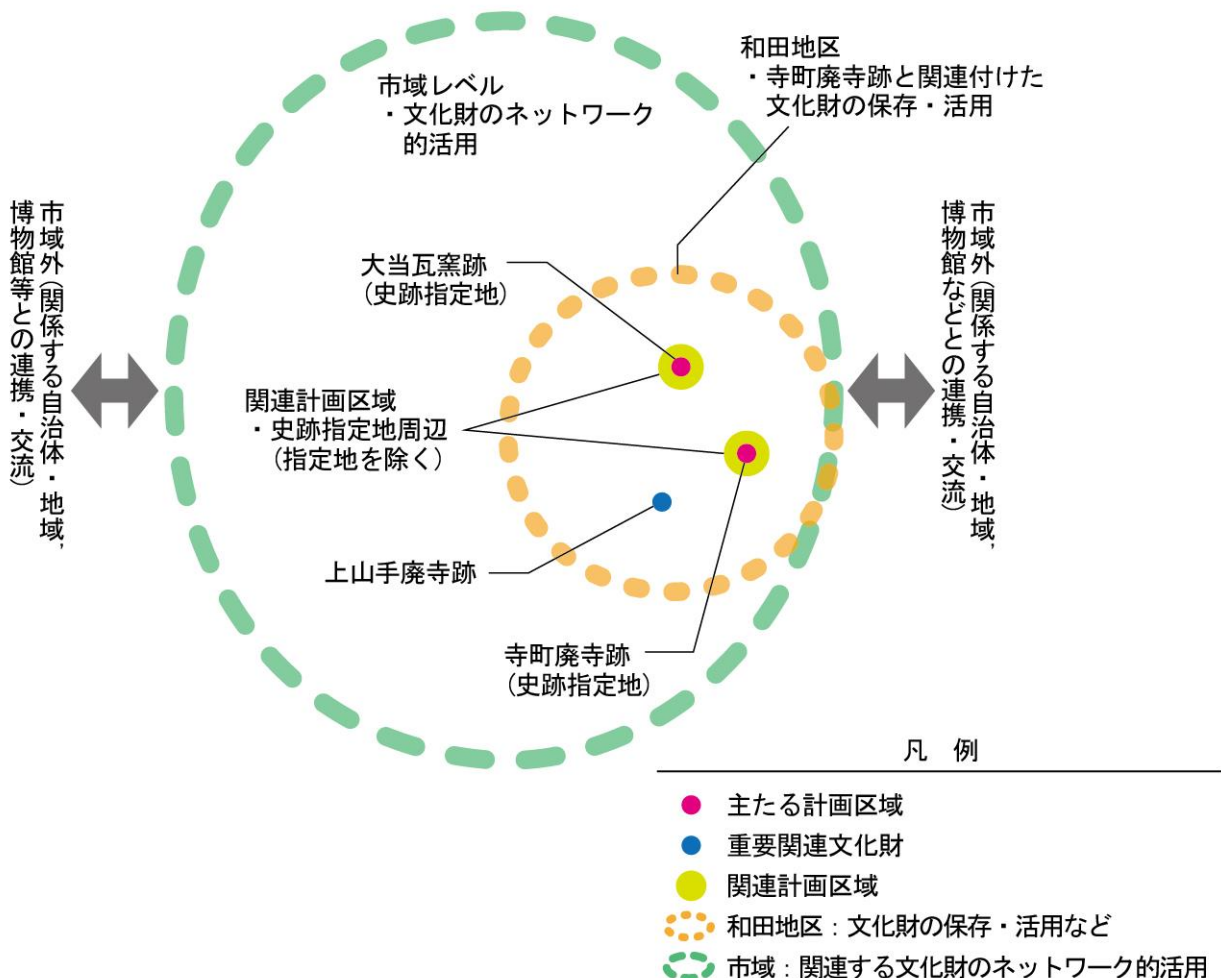 和田地区
・寺町廃寺跡と関連付けた
文化財の保存・活用
市域レベル
・文化財のネットワーク
的活用
市域外（関係する自治体・地域，
博物館等との連携・交流）
市域外（関係する自治体・地域，
博物館などとの連携・交流）
大当瓦窯跡
（史跡指定地）
関連計画区域
・史跡指定地周辺
（指定地を除く）
上山手廃寺跡
寺町廃寺跡
（史跡指定地）
凡　例
主たる計画区域
重要関連文化財
関連計画区域
和田地区：文化財の保存・活用など
市域：関連する文化財のネットワーク的活用